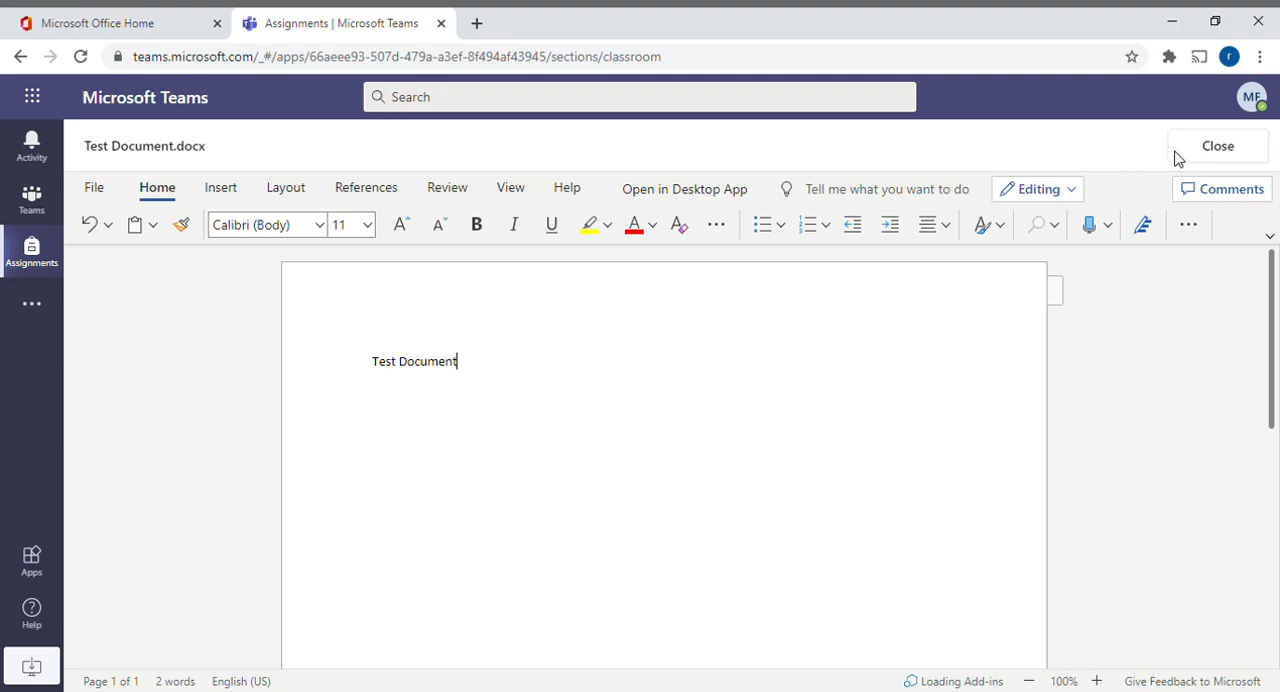 Microsoft Office Home
Assignments | Microsoft Teams
teams.microsoft.com/_#/apps/66aeee93-507d-479a-a3ef-8f494af43945/sections/classroom
r
Microsoft Teams
Search
MF
Activity
Teams
Assignments
Apps
Help
Test Document.docx
Close
File Home Insert Layout References Review View Help Open in Desktop App Tell me what you want to do Editing Comments
Calibri (Body) 11 A A B I U A A
Test Document
Page 1 of 1 2 words English (US) Loading Add-ins 100% Give Feedback to Microsoft